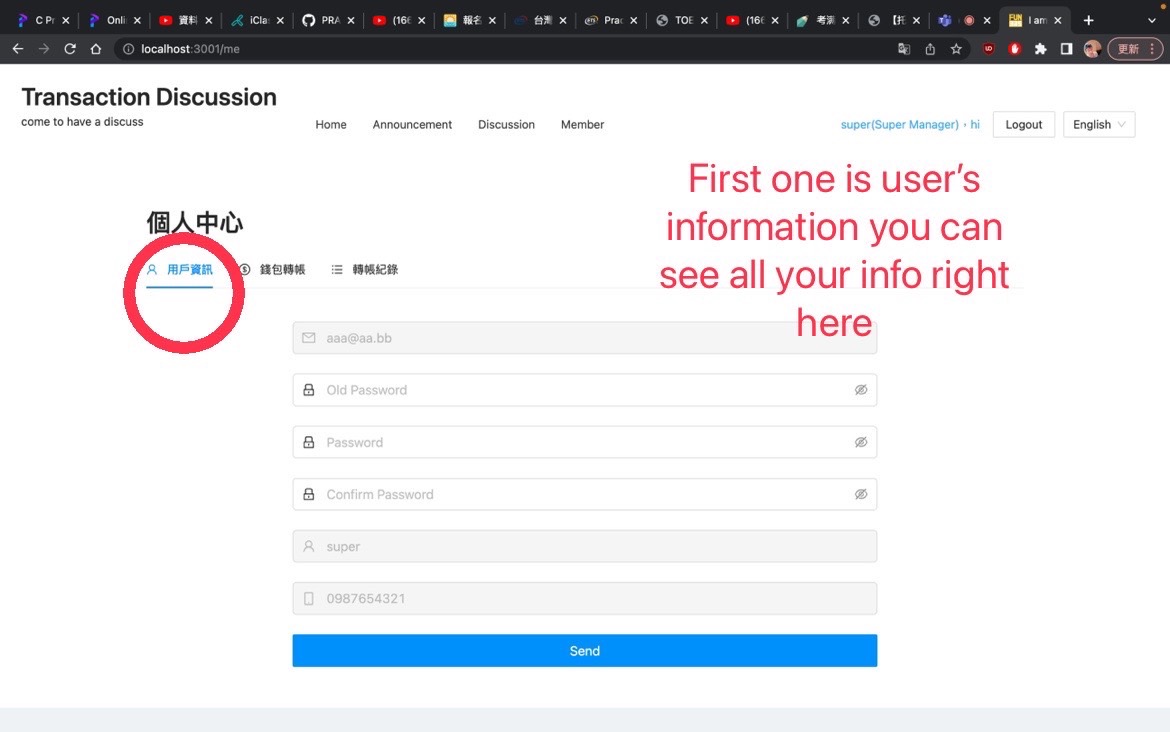 C Pr
Onlin
資料
iClas
PRA
(166
報名
台灣
Prac
TOE
(166
考滿
【托
I am
localhost:3001/me
更新
Transaction Discussion
come to have a discuss
Home
Announcement
Discussion
Member
super(Super Manager)，hi
Logout
English
First one is user’s
information you can
see all your info right
here
個人中心
用戶資訊
錢包轉帳
轉帳紀錄
aaa@aa.bb
Old Password
Password
Confirm Password
super
0987654321
Send